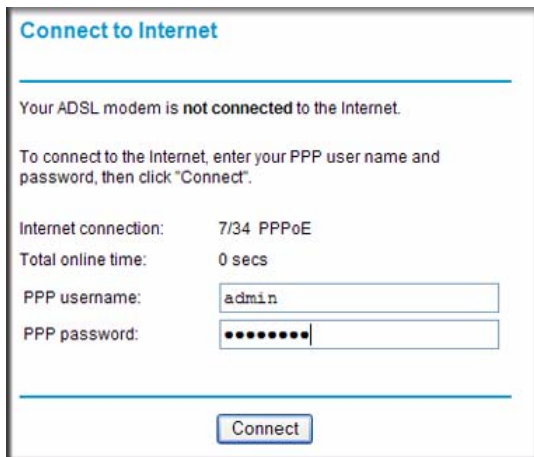 Connect to Internet
Your ADSL modem is not connected to the Internet.
To connect to the Internet, enter your PPP user name and
password, then click "Connect".
Internet connection: 7/34 PPPoE
Total online time: 0 secs
PPP username: admin
PPP password: ●●●●●●●●
Connect